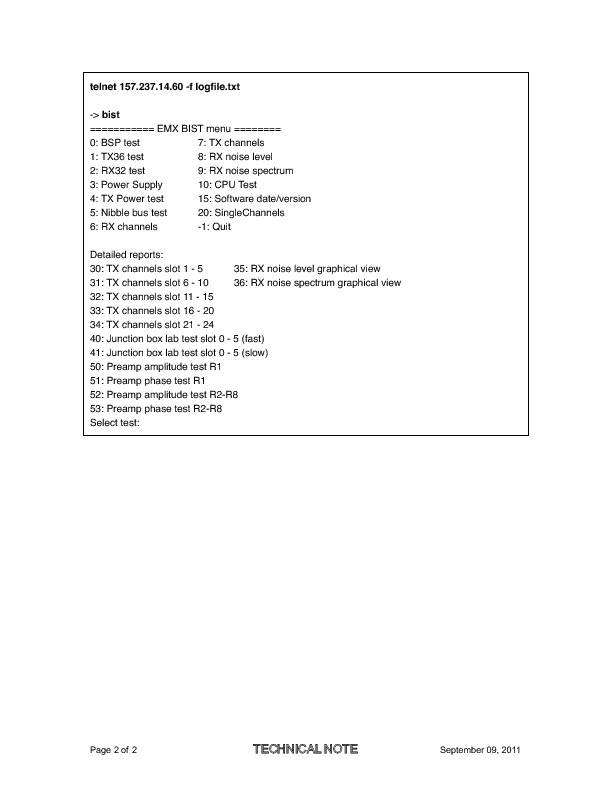 telnet 157.237.14.60 -f logfile.txt
-> bist
=========== EMX BIST menu ========
0: BSP test 7: TX channels
1: TX36 test 8: RX noise level
2: RX32 test 9: RX noise spectrum
3: Power Supply 10: CPU Test
4: TX Power test 15: Software date/version
5: Nibble bus test 20: SingleChannels
6: RX channels -1: Quit
Detailed reports:
30: TX channels slot 1 - 5 35: RX noise level graphical view
31: TX channels slot 6 - 10 36: RX noise spectrum graphical view
32: TX channels slot 11 - 15
33: TX channels slot 16 - 20
34: TX channels slot 21 - 24
40: Junction box lab test slot 0 - 5 (fast)
41: Junction box lab test slot 0 - 5 (slow)
50: Preamp amplitude test R1
51: Preamp phase test R1
52: Preamp amplitude test R2-R8
53: Preamp phase test R2-R8
Select test:
Page 2 of 2 TECHNICAL NOTE September 09, 2011